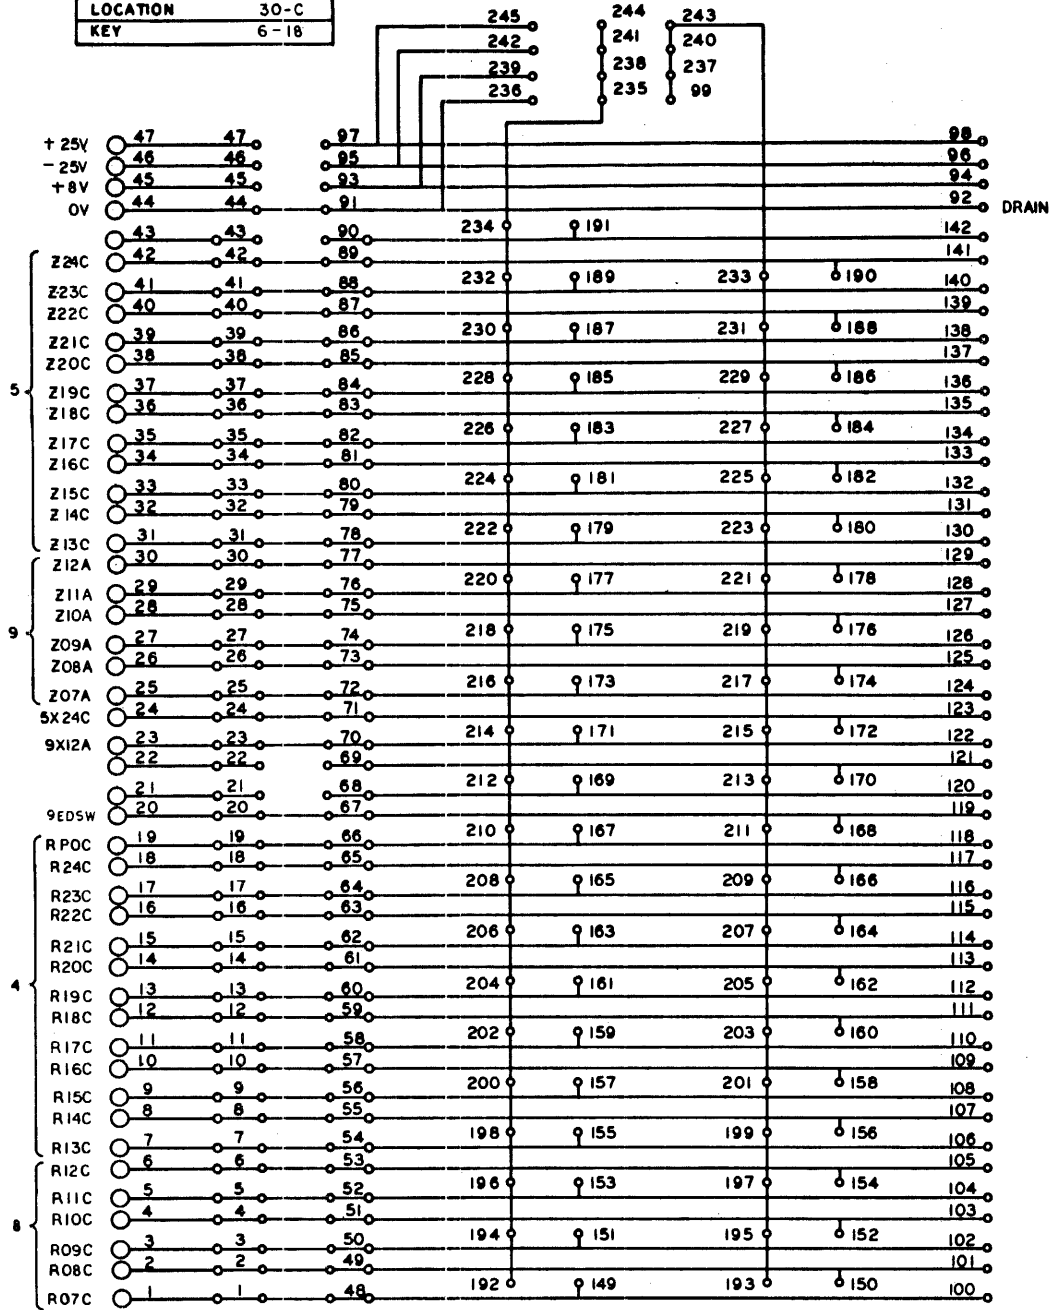 LOCATION 30-C
KEY 6-18
245 244 243
242 241 240
239 238 237
236 235 99
+25V 47 47 97 98
-25V 46 46 95 96
+8V 45 45 93 94
0V 44 44 91 92 DRAIN
43 43 90 234 191 142
Z24C 42 42 89 141
Z23C 41 41 88 232 189 233 190 140
Z22C 40 40 87 139
Z21C 39 39 86 230 187 231 188 138
Z20C 38 38 85 137
5
Z19C 37 37 84 228 185 229 186 136
Z18C 36 36 83 135
Z17C 35 35 82 226 183 227 184 134
Z16C 34 34 81 133
Z15C 33 33 80 224 181 225 182 132
Z14C 32 32 79 131
Z13C 31 31 78 222 179 223 180 130
Z12A 30 30 77 129
Z11A 29 29 76 220 177 221 178 128
Z10A 28 28 75 127
9
Z09A 27 27 74 218 175 219 176 126
Z08A 26 26 73 125
Z07A 25 25 72 216 173 217 174 124
5X24C 24 24 71 123
9X12A 23 23 70 214 171 215 172 122
22 22 69 121
21 21 68 212 169 213 170 120
9EDSW 20 20 67 119
RP0C 19 19 66 210 167 211 168 118
R24C 18 18 65 117
R23C 17 17 64 208 165 209 166 116
R22C 16 16 63 115
R21C 15 15 62 206 163 207 164 114
R20C 14 14 61 113
4
R19C 13 13 60 204 161 205 162 112
R18C 12 12 59 111
R17C 11 11 58 202 159 203 160 110
R16C 10 10 57 109
R15C 9 9 56 200 157 201 158 108
R14C 8 8 55 107
R13C 7 7 54 198 155 199 156 106
R12C 6 6 53 105
R11C 5 5 52 196 153 197 154 104
R10C 4 4 51 103
8
R09C 3 3 50 194 151 195 152 102
R08C 2 2 49 101
R07C 1 1 48 192 149 193 150 100